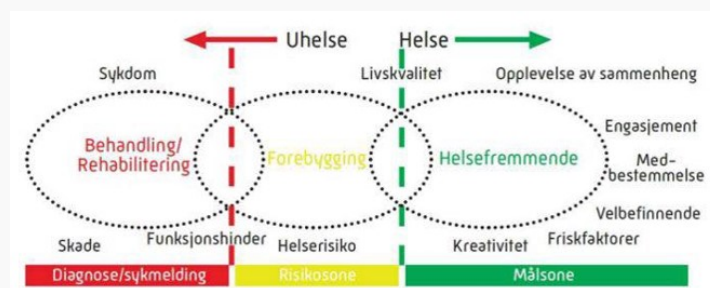 Uhelse Helse
Sykdom Livskvalitet Opplevelse av sammenheng
Behandling/
Rehabilitering
Forebygging
Helsefremmende
Engasjement
Med-
bestemmelse
Velbefinnende
Skade Funksjonshinder Helserisiko Kreativitet Friskfaktorer
Diagnose/sykmelding Risikosone Målsone